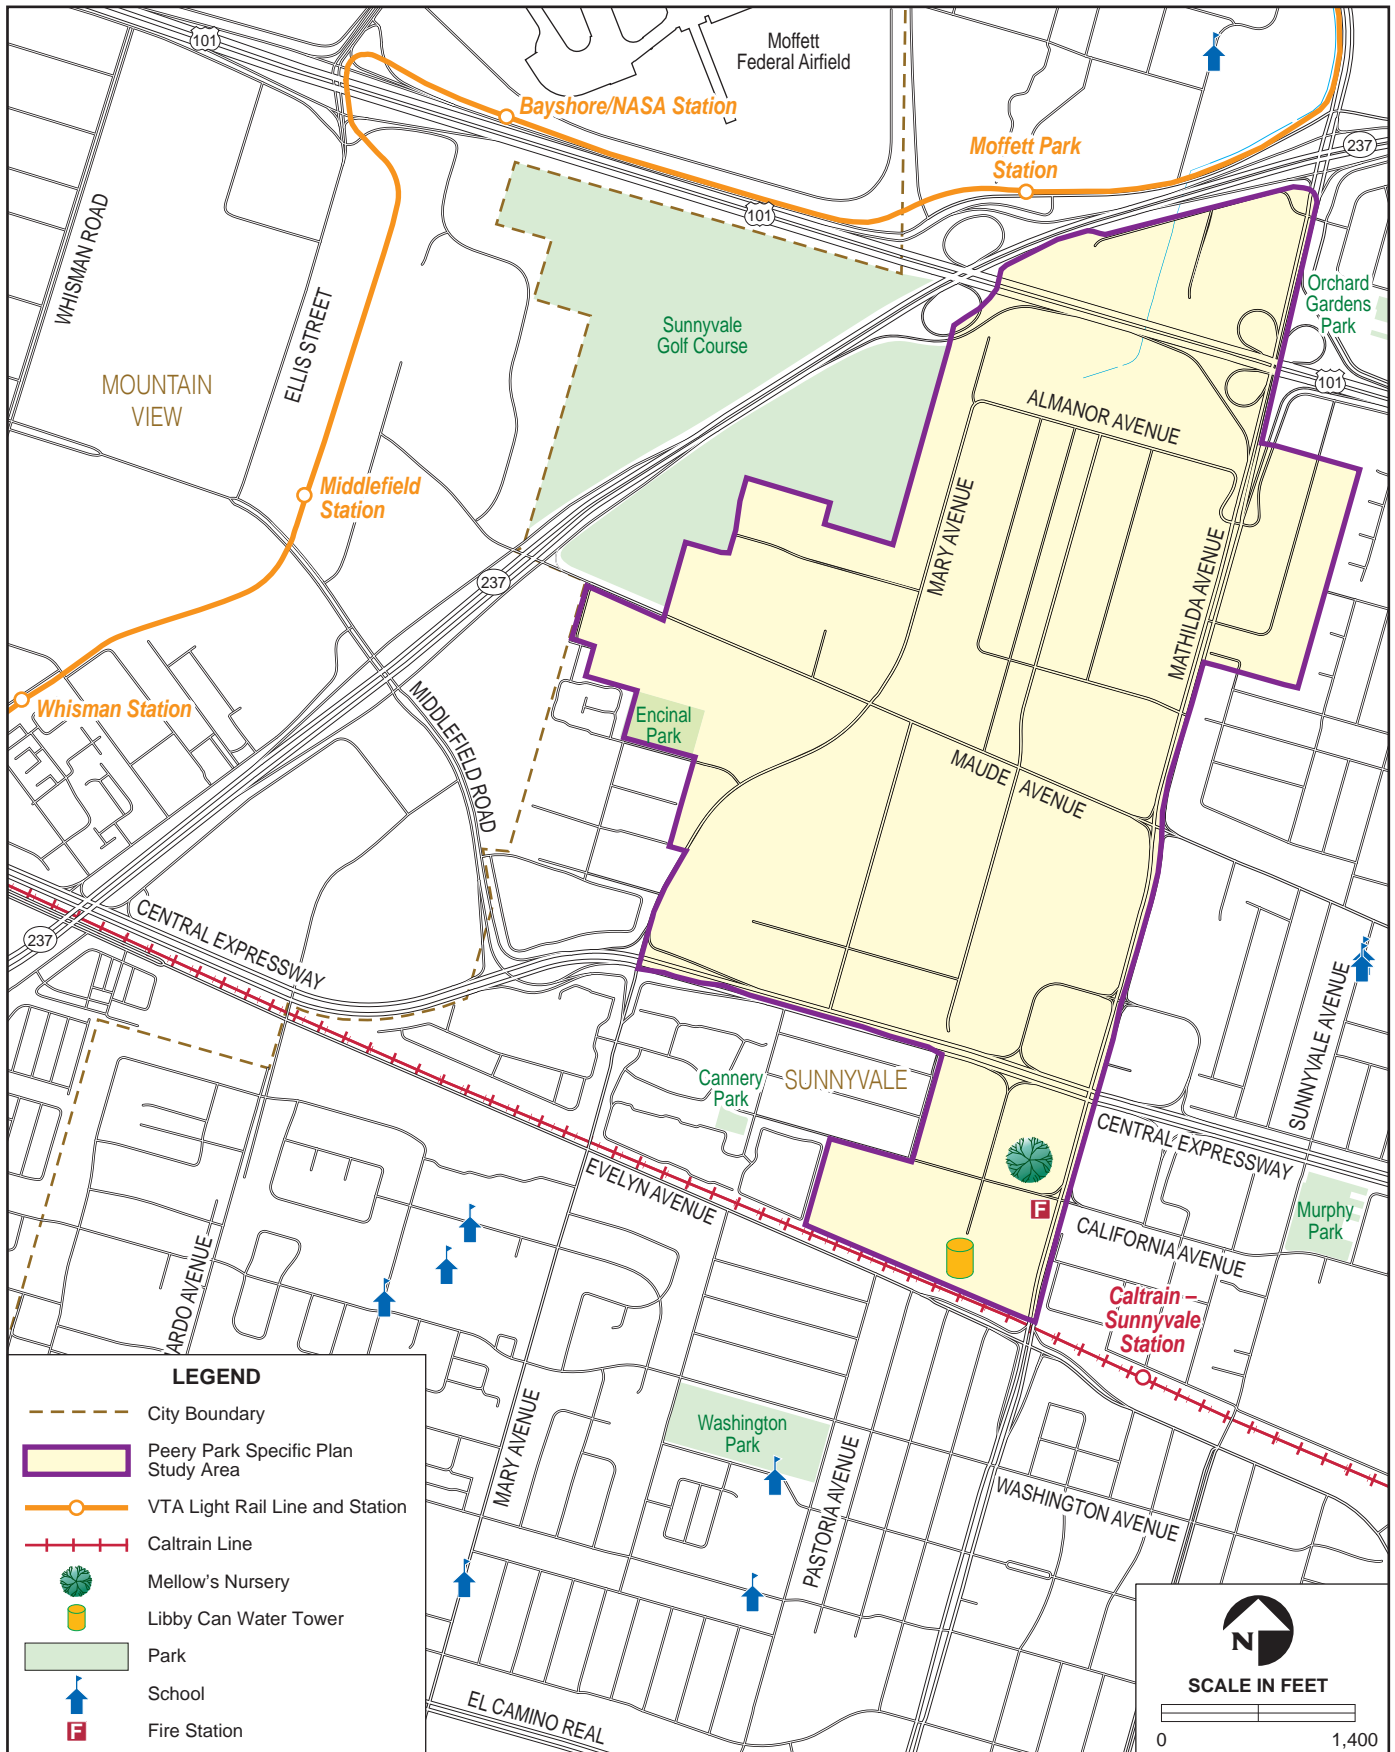 101
Moffett
Federal Airfield
Bayshore/NASA Station
Moffett Park
Station
237
101
WHISMAN ROAD
ELLIS STREET
Orchard
Gardens
Park
Sunnyvale
Golf Course
MOUNTAIN
VIEW
101
ALMANOR AVENUE
Middlefield
Station
MARY AVENUE
MATHILDA AVENUE
237
Whisman Station
MIDDLEFIELD ROAD
Encinal
Park
MAUDE AVENUE
CENTRAL EXPRESSWAY
237
SUNNYVALE AVENUE
Cannery
Park
SUNNYVALE
CENTRAL EXPRESSWAY
EVELYN AVENUE
F
Murphy
Park
CALIFORNIA AVENUE
ARDO AVENUE
Caltrain –
Sunnyvale
Station
MARY AVENUE
Washington
Park
PASTORIA AVENUE
WASHINGTON AVENUE
EL CAMINO REAL
LEGEND
City Boundary
Peery Park Specific Plan
Study Area
VTA Light Rail Line and Station
Caltrain Line
Mellow's Nursery
Libby Can Water Tower
Park
School
F Fire Station
N
SCALE IN FEET
0 1,400